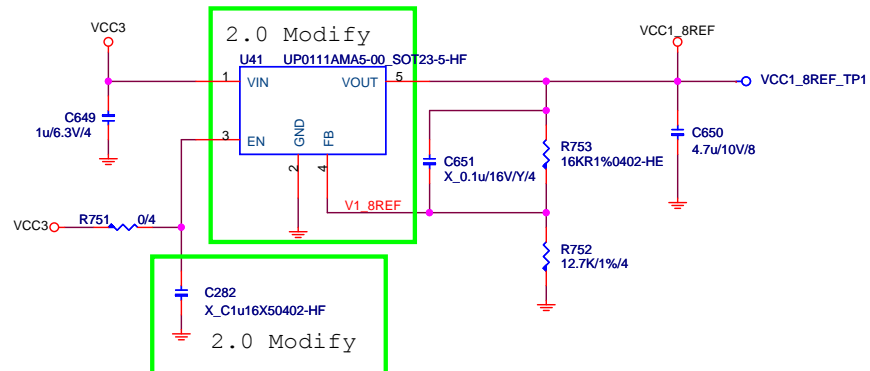 VCC3
2.0 Modify
VCC1_8REF
U41
UP0111AMA5-00_SOT23-5-HF
1
VIN
VOUT
5
VCC1_8REF_TP1
C649
1u/6.3V/4
3
EN
GND
FB
2
4
C651
X_0.1u/16V/Y/4
R753
16KR1%0402-HE
C650
4.7u/10V/8
V1_8REF
VCC3
R751
0/4
R752
12.7K/1%/4
C282
X_C1u16X50402-HF
2.0 Modify